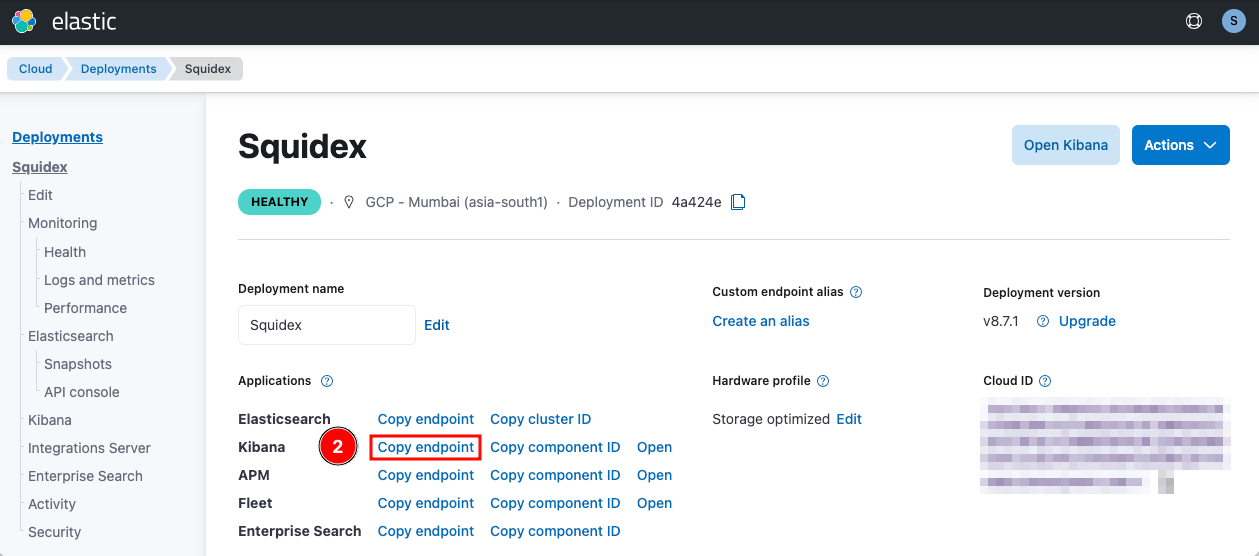 elastic
S
Cloud Deployments Squidex
Deployments
Squidex
Edit
Monitoring
Health
Logs and metrics
Performance
Elasticsearch
Snapshots
API console
Kibana
Integrations Server
Enterprise Search
Activity
Security
Squidex
Open Kibana Actions
HEALTHY · GCP - Mumbai (asia-south1) · Deployment ID 4a424e
Deployment name
Squidex Edit
Custom endpoint alias ?
Create an alias
Deployment version
v8.7.1 ? Upgrade
Applications ?
Elasticsearch Copy endpoint Copy cluster ID
Kibana 2 Copy endpoint Copy component ID Open
APM Copy endpoint Copy component ID Open
Fleet Copy endpoint Copy component ID Open
Enterprise Search Copy endpoint Copy component ID
Hardware profile ?
Storage optimized Edit
Cloud ID ?